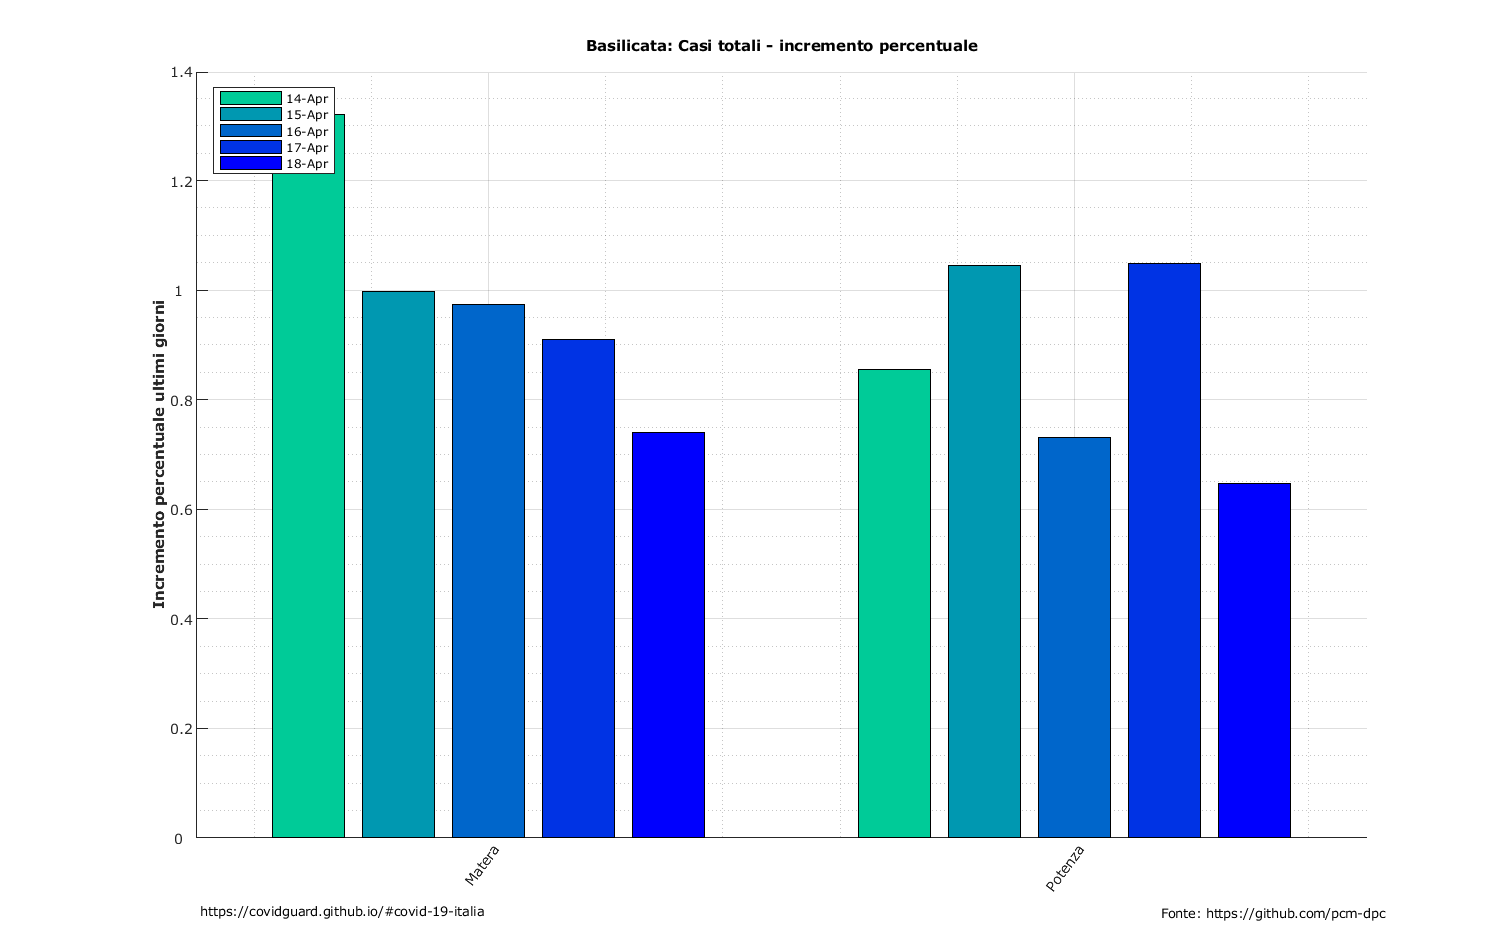 Basilicata: Casi totali - incremento percentuale
1.4
1.2
1
0.8
0.6
0.4
0.2
0
Incremento percentuale ultimi giorni
14-Apr
15-Apr
16-Apr
17-Apr
18-Apr
Matera
Potenza
https://covidguard.github.io/#covid-19-italia
Fonte: https://github.com/pcm-dpc